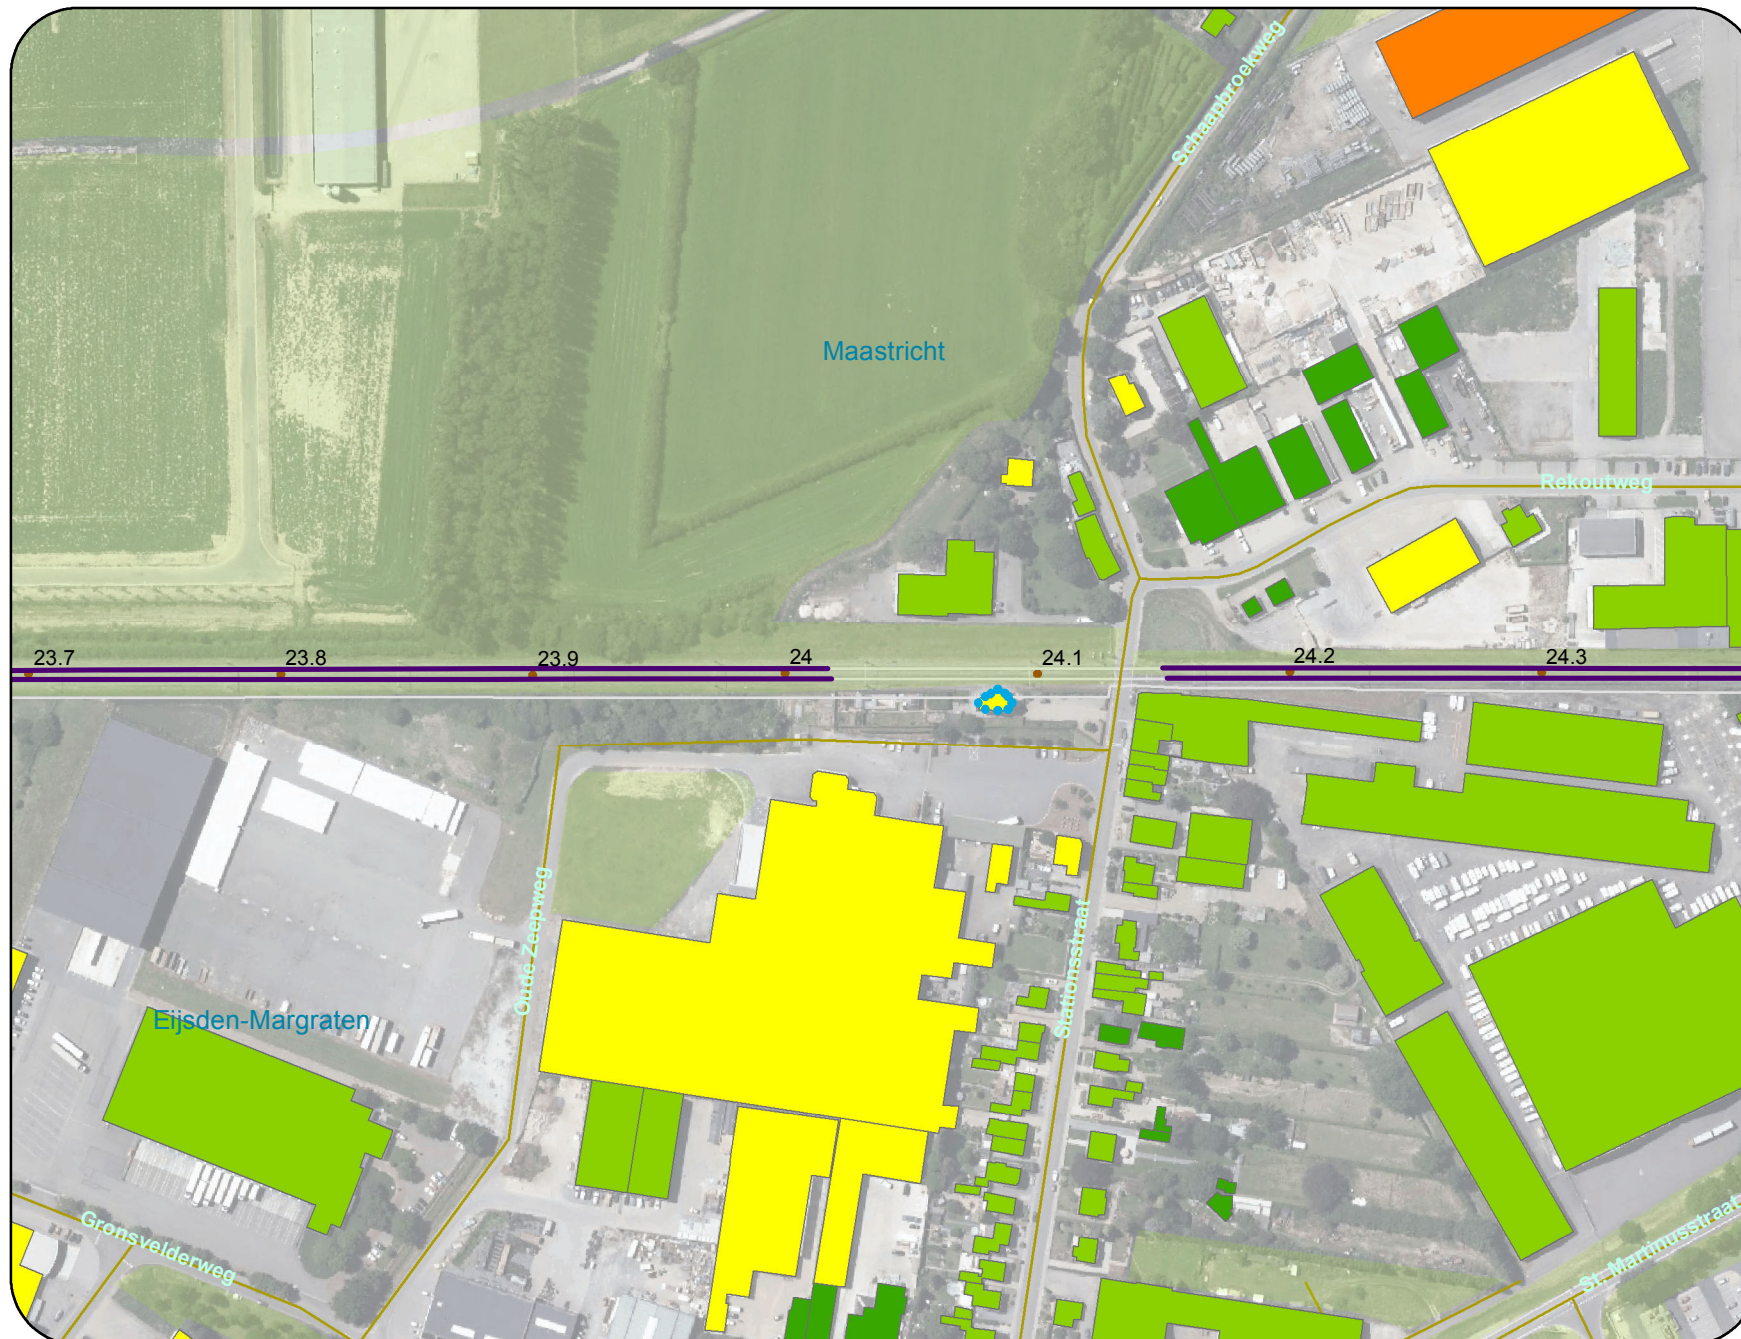 Schaapbroekweg
Maastricht
Rekoutweg
23.7
23.8
23.9
24
24.1
24.2
24.3
Oude Zeerweg
Stationsstraat
Eijsden-Margraten
Gronsvelderweg
St. Martinusstraat